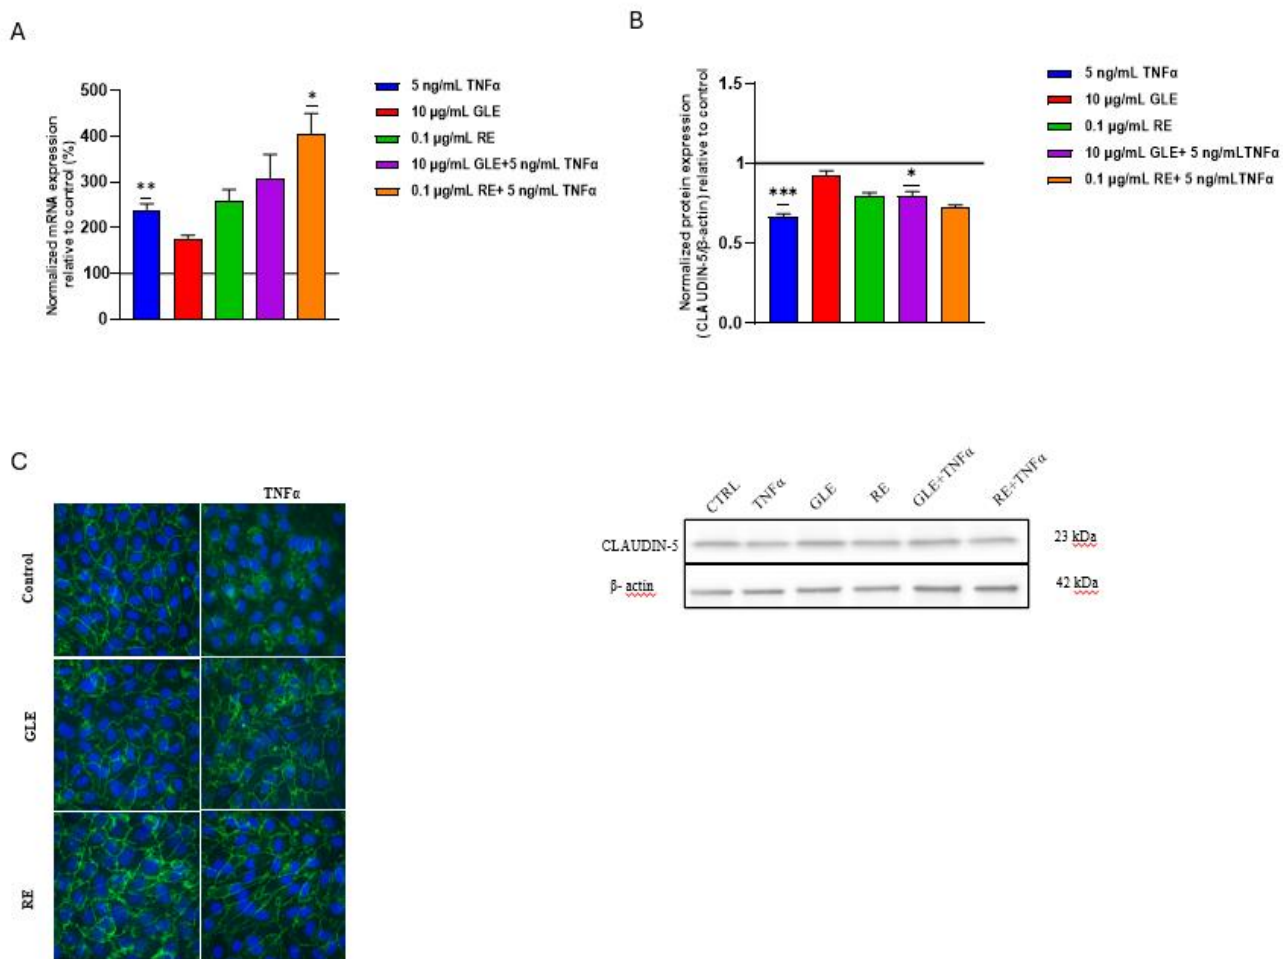 A
Normalized mRNA expression
relative to control (%)
500
400
300
200
100
0
**
*
5 ng/mL TNFα
10 µg/mL GLE
0.1 µg/mL RE
10 µg/mL GLE+5 ng/mL TNFα
0.1 µg/mL RE+ 5 ng/mL TNFα
B
Normalized protein expression
(CLAUDIN-5/β-actin) relative to control
1.5
1
0.5
0.0
***
*
5 ng/mL TNFα
10 µg/mL GLE
0.1 µg/mL RE
10 µg/mL GLE+ 5 ng/mLTNFα
0.1 µg/mL RE+ 5 ng/mLTNFα
C
TNFα
Control
GLE
RE
CTRL
TNFα
GLE
RE
GLE+TNFα
RE+TNFα
CLAUDIN-5
23 kDa
β- actin
42 kDa